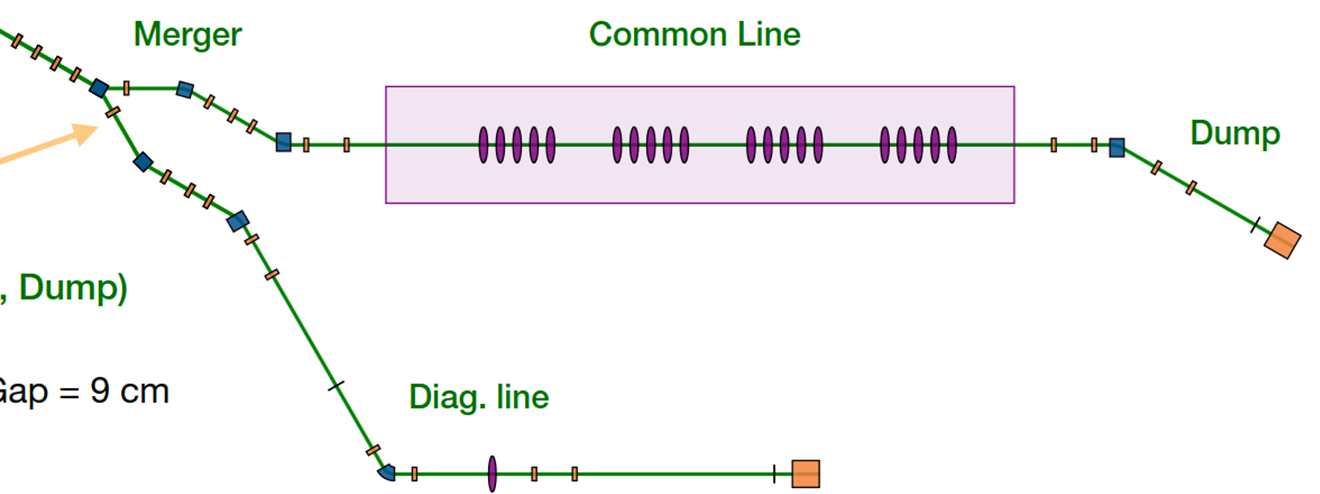 Merger
Common Line
Dump
, Dump)
Gap = 9 cm
Diag. line